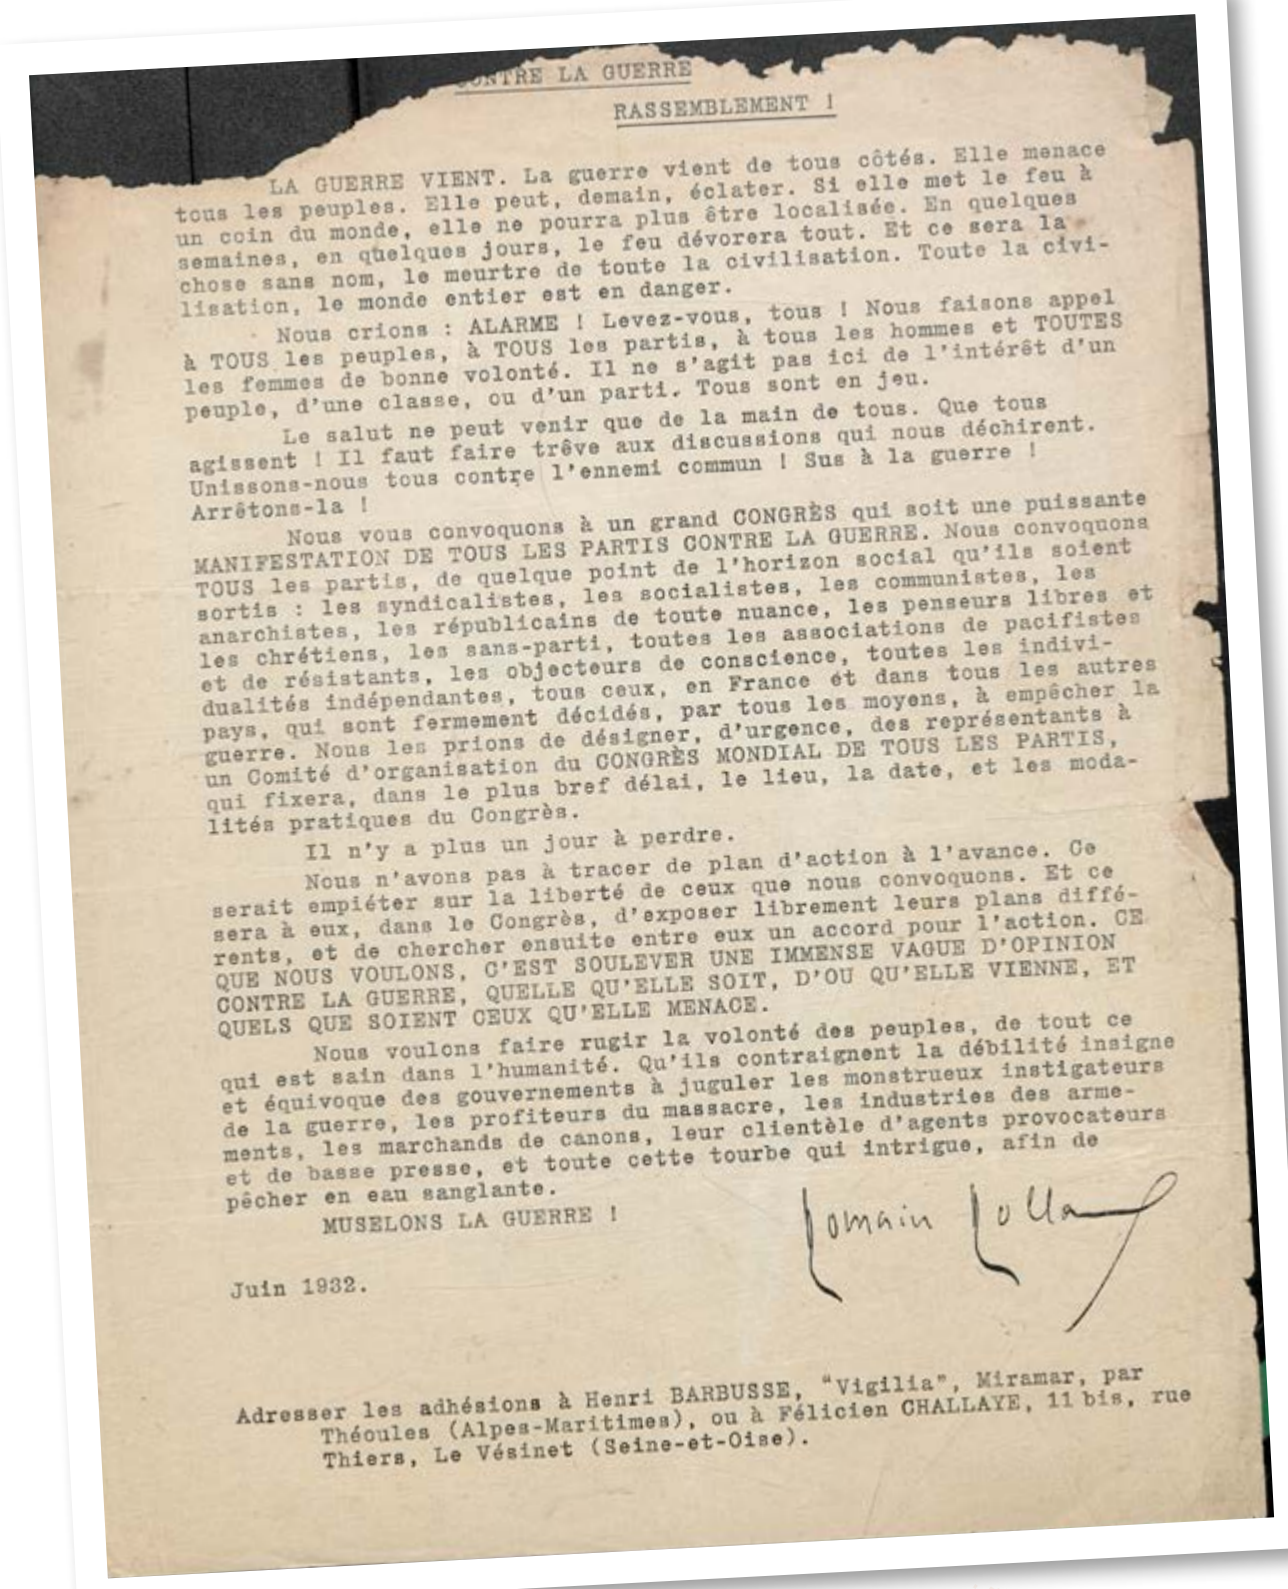 CONTRE LA GUERRE
RASSEMBLEMENT !
LA GUERRE VIENT. La guerre vient de tous côtés. Elle menace
tous les peuples. Elle peut, demain, éclater. Si elle met le feu à
un coin du monde, elle ne pourra plus être localisée. En quelques
semaines, en quelques jours, le feu dévorera tout. Et ce sera la
chose sans nom, le meurtre de toute la civilisation. Toute la civi-
lisation, le monde entier est en danger.
Nous crions : ALARME ! Levez-vous, tous ! Nous faisons appel
à TOUS les peuples, à TOUS les partis, à tous les hommes et TOUTES
les femmes de bonne volonté. Il ne s'agit pas ici de l'intérêt d'un
peuple, d'une classe, ou d'un parti. Tous sont en jeu.
Le salut ne peut venir que de la main de tous. Que tous
agissent ! Il faut faire trêve aux discussions qui nous déchirent.
Unissons-nous tous contre l'ennemi commun ! Sus à la guerre !
Arrêtons-la !
Nous vous convoquons à un grand CONGRÈS qui soit une puissante
MANIFESTATION DE TOUS LES PARTIS CONTRE LA GUERRE. Nous convoquons
TOUS les partis, de quelque point de l'horizon social qu'ils soient
sortis : les syndicalistes, les socialistes, les communistes, les
anarchistes, les républicains de toute nuance, les penseurs libres et
les chrétiens, les sans-parti, toutes les associations de pacifistes
et de résistants, les objecteurs de conscience, toutes les indivi-
dualités indépendantes, tous ceux, en France ét dans tous les autres
pays, qui sont fermement décidés, par tous les moyens, à empêcher la
guerre. Nous les prions de désigner, d'urgence, des représentants à
un Comité d'organisation du CONGRÈS MONDIAL DE TOUS LES PARTIS,
qui fixera, dans le plus bref délai, le lieu, la date, et les moda-
lités pratiques du Congrès.
Il n'y a plus un jour à perdre.
Nous n'avons pas à tracer de plan d'action à l'avance. Ce
serait empiéter sur la liberté de ceux que nous convoquons. Et ce
sera à eux, dans le Congrès, d'exposer librement leurs plans diffé-
rents, et de chercher ensuite entre eux un accord pour l'action. CE
QUE NOUS VOULONS, C'EST SOULEVER UNE IMMENSE VAGUE D'OPINION
CONTRE LA GUERRE, QUELLE QU'ELLE SOIT, D'OU QU'ELLE VIENNE, ET
QUELS QUE SOIENT CEUX QU'ELLE MENACE.
Nous voulons faire rugir la volonté des peuples, de tout ce
qui est sain dans l'humanité. Qu'ils contraignent la débilité insigne
et équivoque des gouvernements à juguler les monstrueux instigateurs
de la guerre, les profiteurs du massacre, les industries des arme-
ments, les marchands de canons, leur clientèle d'agents provocateurs
et de basse presse, et toute cette tourbe qui intrigue, afin de
pêcher en eau sanglante.
MUSELONS LA GUERRE !
Romain Rolland
Juin 1932.
Adresser les adhésions à Henri BARBUSSE, "Vigilia", Miramar, par
Théoules (Alpes-Maritimes), ou à Félicien CHALLAYE, 11 bis, rue
Thiers, Le Vésinet (Seine-et-Oise).